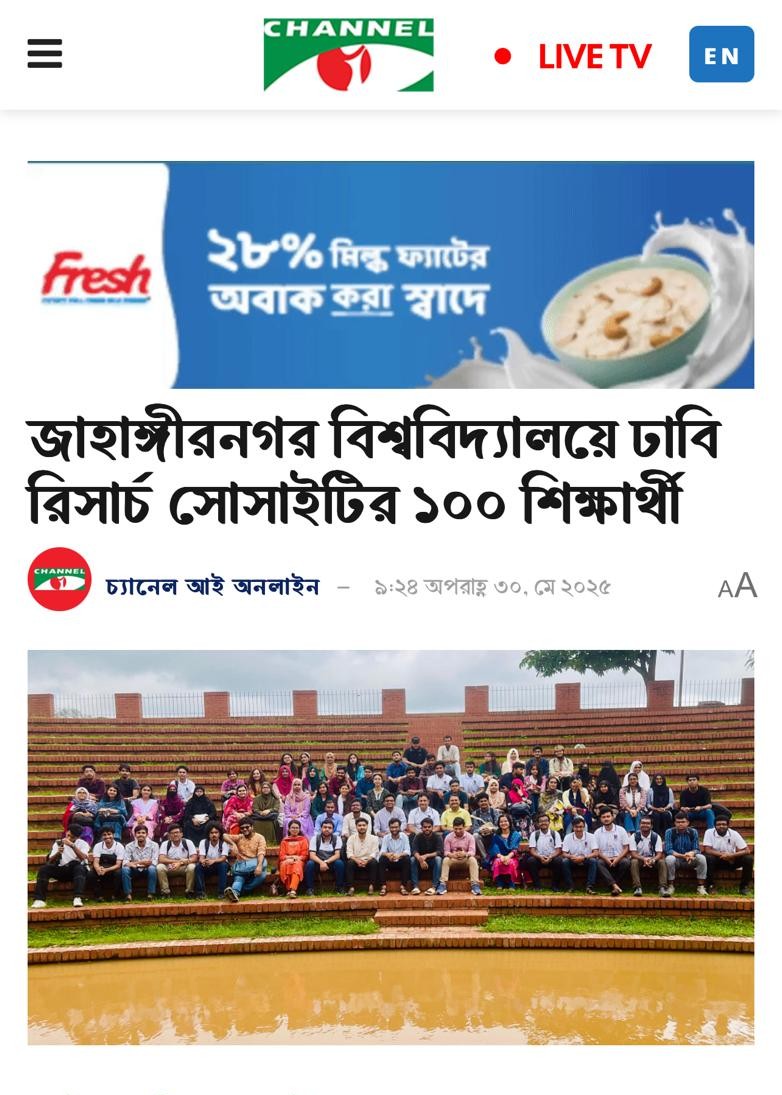 CHANNEL
LIVE TV
EN
Fresh
২৮% মিল্ক ফ্যাটের
অবাক করা স্বাদে
জাহাঙ্গীরনগর বিশ্ববিদ্যালয়ে ঢাবি
রিসার্চ সোসাইটির ১০০ শিক্ষার্থী
CHANNEL
চ্যানেল আই অনলাইন – ৯:২৪ অপরাহ্ণ ৩০, মে ২০২৫
AA